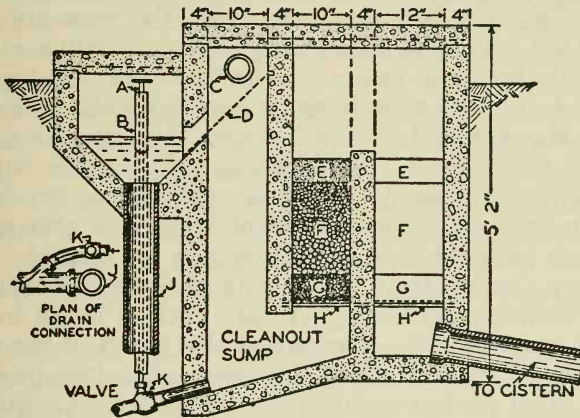 4" 10" 4" 10" 4" 12" 4"
A
B
C
D
E
E
F
F
G
G
H
H
5' 2"
K
J
J
PLAN OF
DRAIN
CONNECTION
CLEANOUT
SUMP
VALVE
K
TO CISTERN